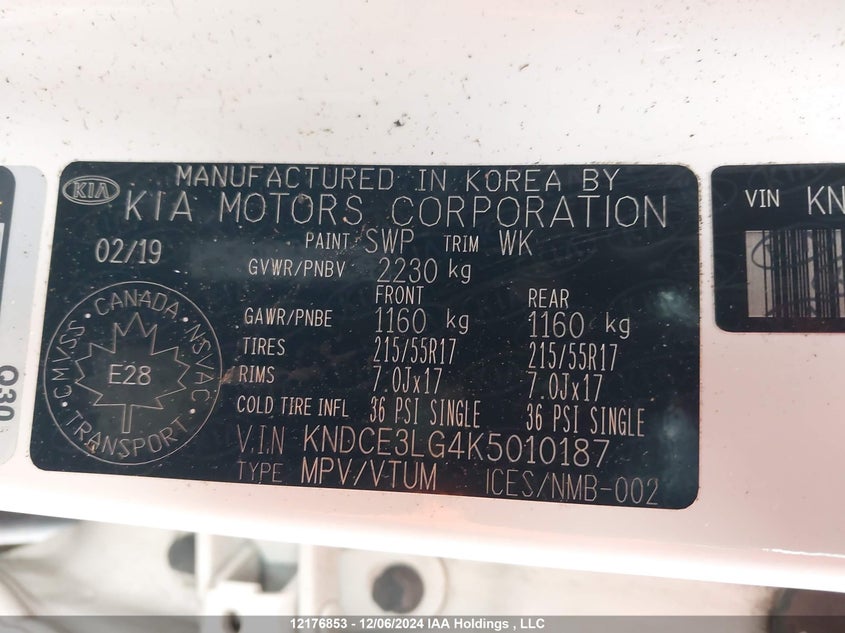 KIA
MANUFACTURED IN KOREA BY
KIA MOTORS CORPORATION
02/19
PAINT SWP TRIM WK
GVWR/PNBV 2230 kg
FRONT REAR
GAWR/PNBE 1160 kg 1160 kg
TIRES 215/55R17 215/55R17
RIMS 7.0Jx17 7.0Jx17
COLD TIRE INFL 36 PSI SINGLE 36 PSI SINGLE
V.I.N KNDCE3LG4K5010187
TYPE MPV/VTUM ICES/NMB-002
CMVSS • CANADA • NSVAC • TRANSPORT •
E28
VIN KN
Q30
12176853 - 12/06/2024 IAA Holdings , LLC